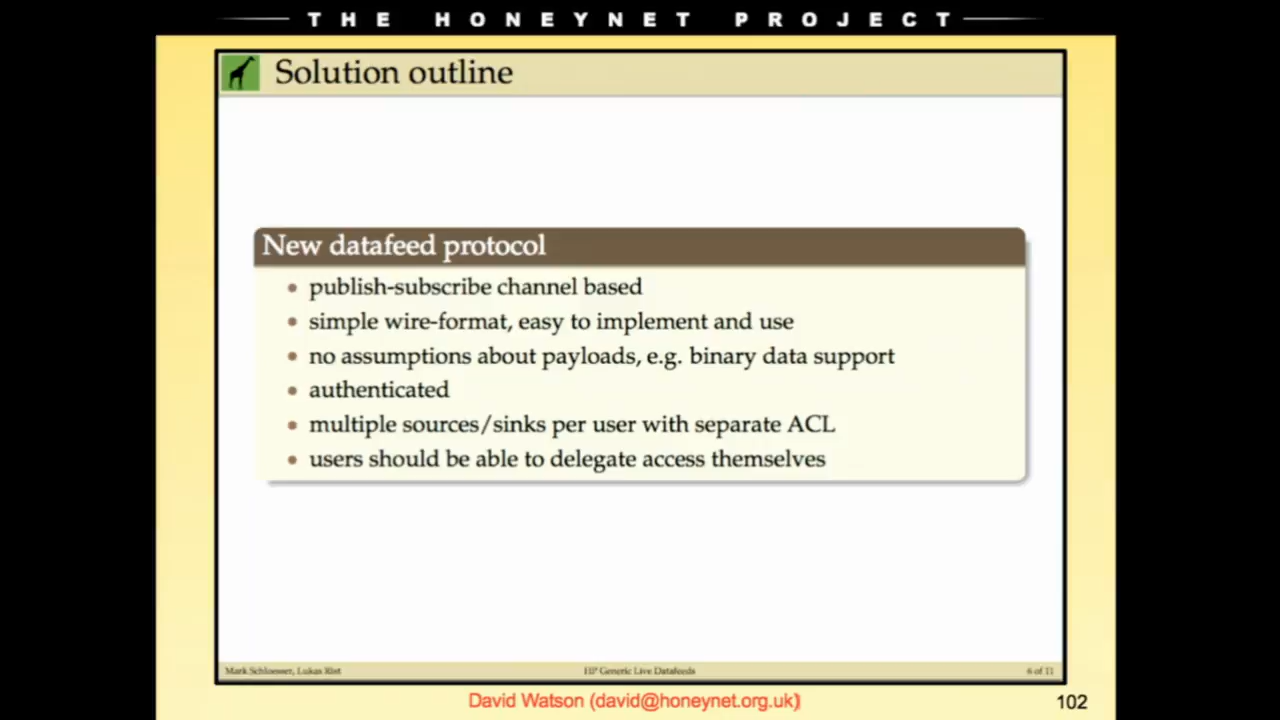 THE HONEYNET PROJECT
Solution outline
New datafeed protocol
publish-subscribe channel based
simple wire-format, easy to implement and use
no assumptions about payloads, e.g. binary data support
authenticated
multiple sources/sinks per user with separate ACL
users should be able to delegate access themselves
Mark Schloesser, Lukas Rist
HP Generic Live Datafeeds
6 of 11
David Watson (david@honeynet.org.uk)
102